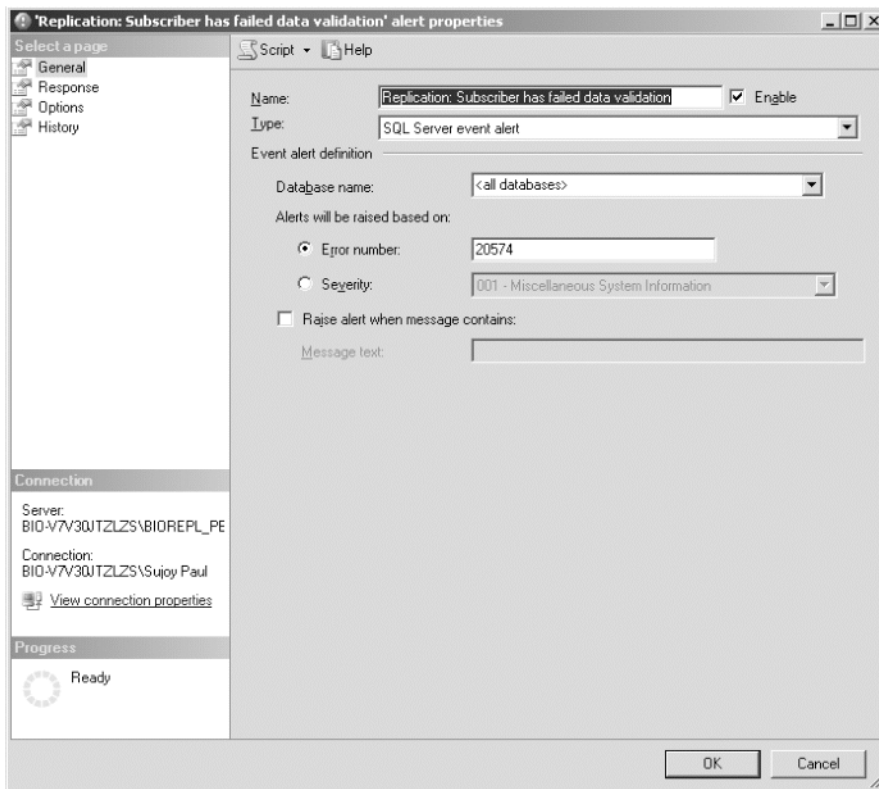 'Replication: Subscriber has failed data validation' alert properties
Select a page
General
Response
Options
History
Script
Help
Name:
Replication: Subscriber has failed data validation
Enable
Type:
SQL Server event alert
Event alert definition
Database name:
<all databases>
Alerts will be raised based on:
Error number:
20574
Severity:
001 - Miscellaneous System Information
Raise alert when message contains:
Message text:
Connection
Server:
BIO-V7V30JTZLZS\BIOREPL_PE
Connection:
BIO-V7V30JTZLZS\Sujoy Paul
View connection properties
Progress
Ready
OK
Cancel